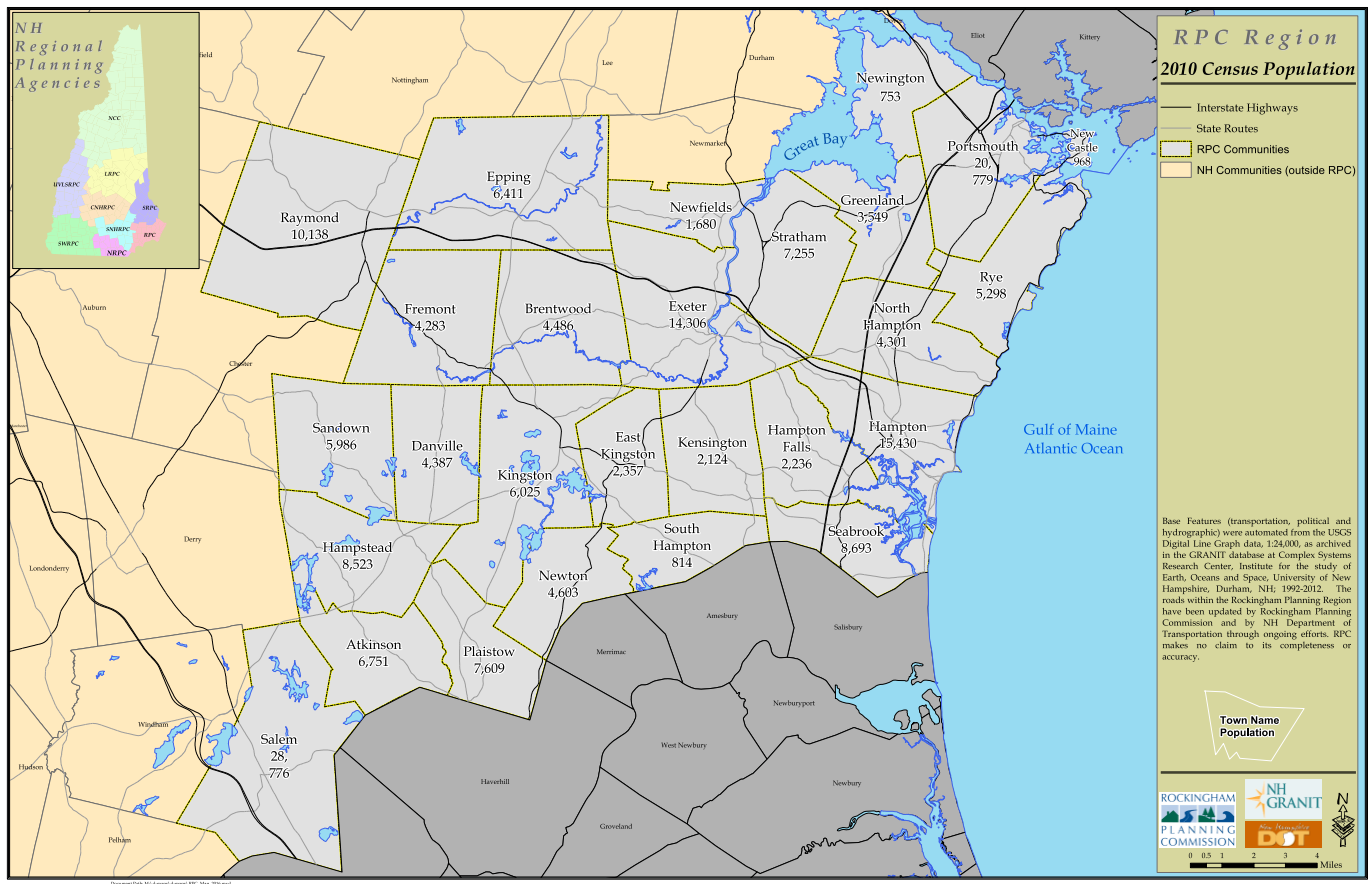 NH
Regional
Planning
Agencies
NCC
UVLSRPC
LRPC
CNHRPC
SRPC
SNHRPC
RPC
SWRPC
NRPC
field
Nottingham
Lee
Durham
Eliot
Kittery
Newmarket
Great Bay
Newington
753
Portsmouth
20,
779
New
Castle
968
Epping
6,411
Newfields
1,680
Greenland
3,549
Raymond
10,138
Stratham
7,255
Rye
5,298
Fremont
4,283
Brentwood
4,486
Exeter
14,306
North
Hampton
4,301
Auburn
Chester
Sandown
5,986
Danville
4,387
Kingston
6,025
East
Kingston
2,357
Kensington
2,124
Hampton
Falls
2,236
Hampton
15,430
Gulf of Maine
Atlantic Ocean
Derry
Londonderry
Hampstead
8,523
Newton
4,603
South
Hampton
814
Seabrook
8,693
Atkinson
6,751
Plaistow
7,609
Amesbury
Salisbury
Merrimac
Newburyport
West Newbury
Newbury
Haverhill
Groveland
Windham
Hudson
Pelham
Salem
28,
776
RPC Region
2010 Census Population
Interstate Highways
State Routes
RPC Communities
NH Communities (outside RPC)
Base Features (transportation, political and
hydrographic) were automated from the USGS
Digital Line Graph data, 1:24,000, as archived
in the GRANIT database at Complex Systems
Research Center, Institute for the study of
Earth, Oceans and Space, University of New
Hampshire, Durham, NH; 1992-2012. The
roads within the Rockingham Planning Region
have been updated by Rockingham Planning
Commission and by NH Department of
Transportation through ongoing efforts. RPC
makes no claim to its completeness or
accuracy.
Town Name
Population
ROCKINGHAM
PLANNING
COMMISSION
NH
GRANIT
New Hampshire
DOT
N
0 0.5 1 2 3 4
Miles